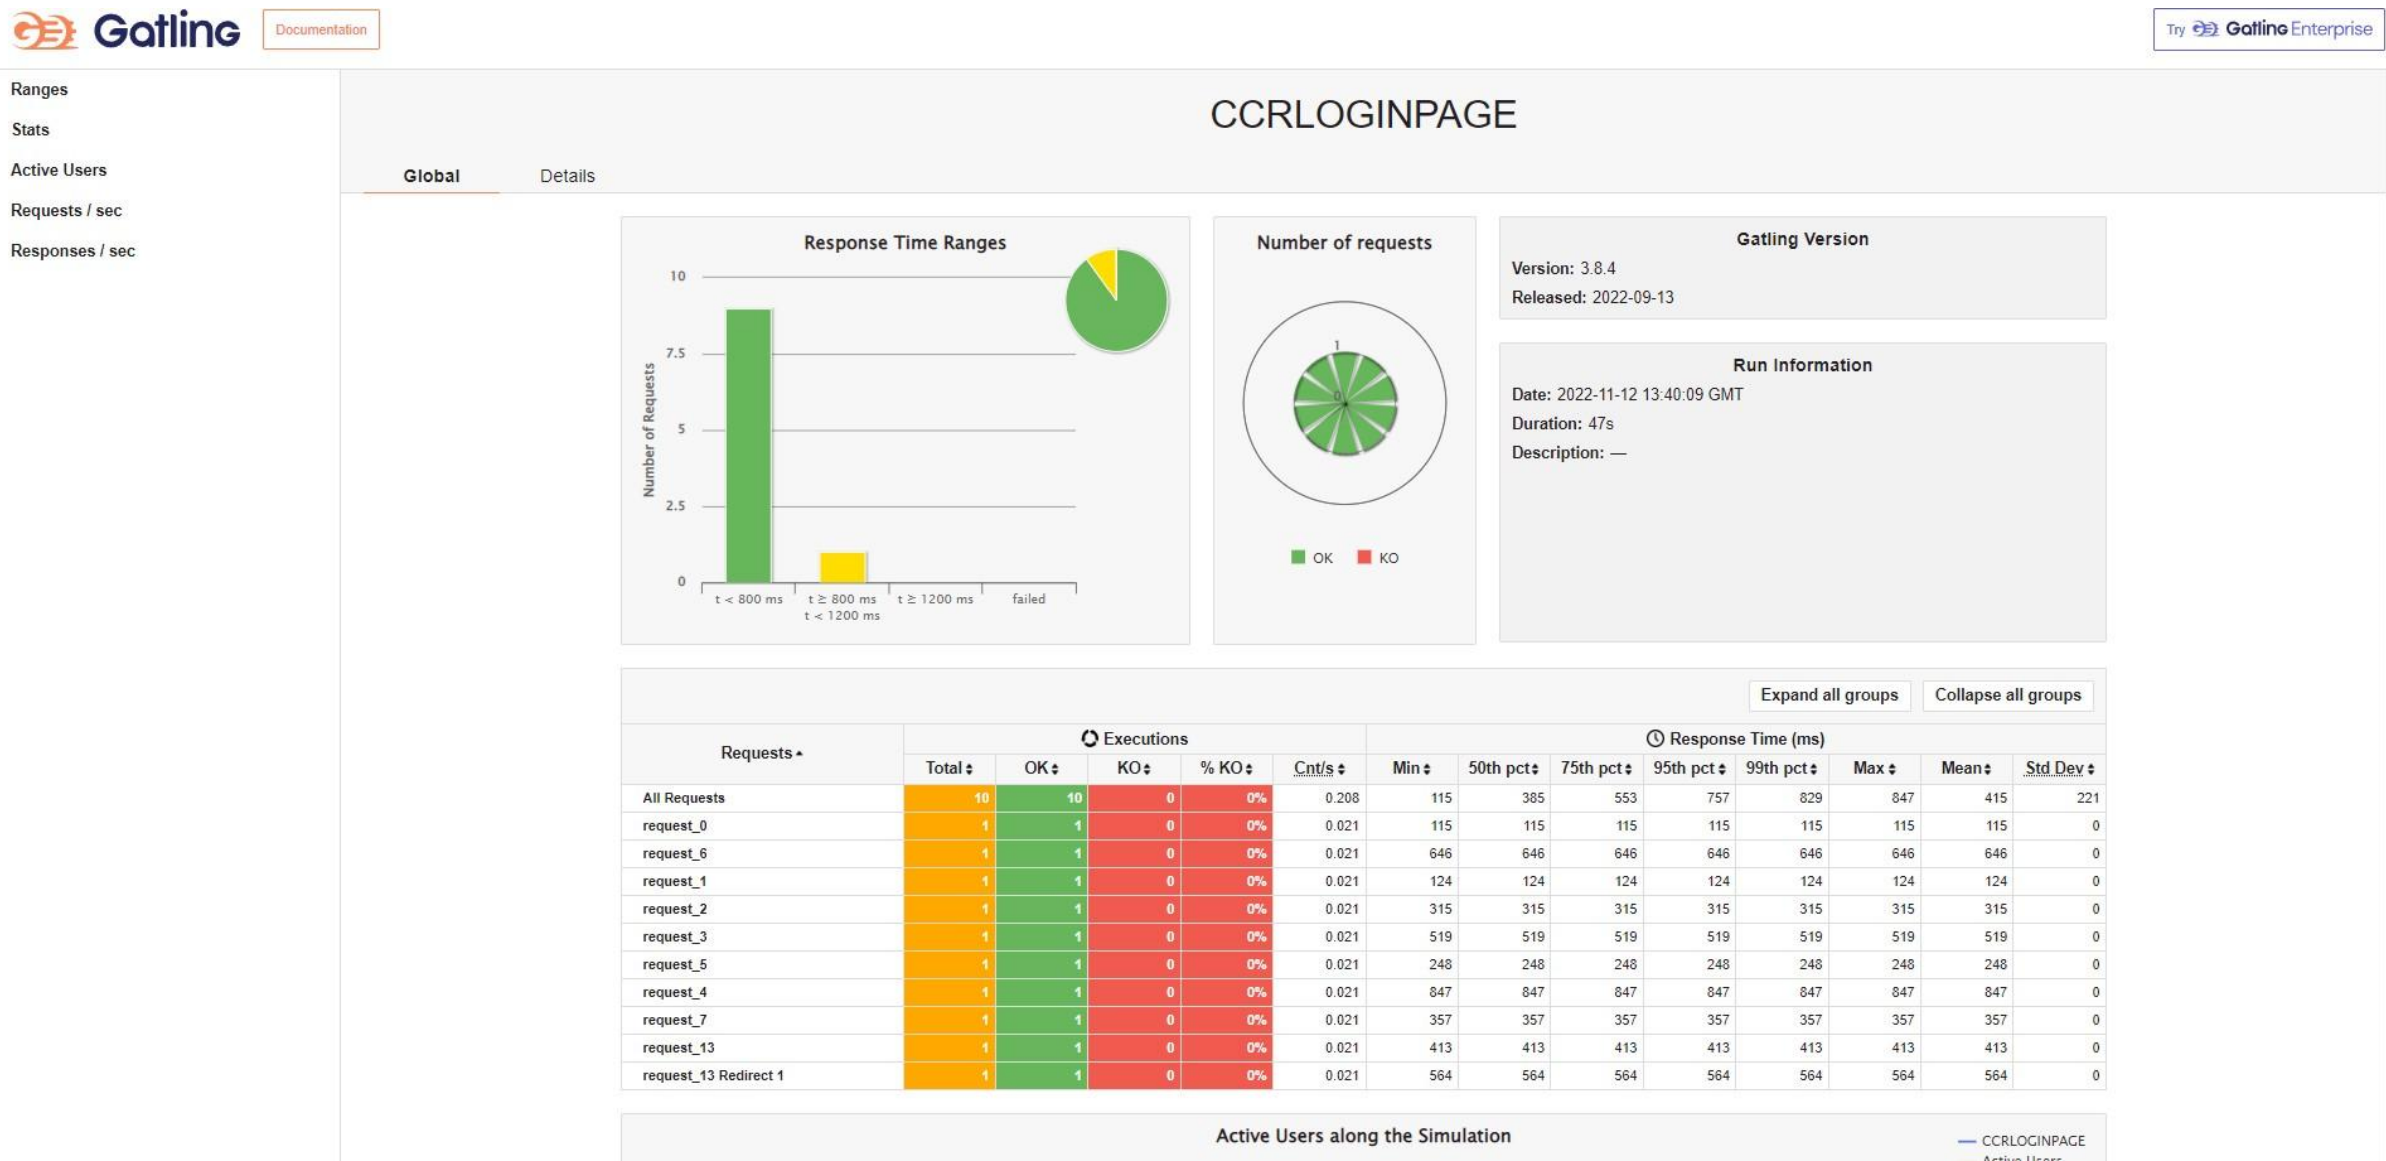 Gatling
Documentation
Try Gatling Enterprise
Ranges
Stats
Active Users
Requests / sec
Responses / sec
CCRLOGINPAGE
Global
Details
Response Time Ranges
Number of Requests
10
7.5
5
2.5
0
t < 800 ms
t ≥ 800 ms
t < 1200 ms
t ≥ 1200 ms
failed
Number of requests
1
0
OK
KO
Gatling Version
Version: 3.8.4
Released: 2022-09-13
Run Information
Date: 2022-11-12 13:40:09 GMT
Duration: 47s
Description: —
Expand all groups
Collapse all groups
Requests
Executions
Response Time (ms)
Total OK KO % KO Cnt/s Min 50th pct 75th pct 95th pct 99th pct Max Mean Std Dev
All Requests 10 10 0 0% 0.208 115 385 553 757 829 847 415 221
request_0 1 1 0 0% 0.021 115 115 115 115 115 115 115 0
request_6 1 1 0 0% 0.021 646 646 646 646 646 646 646 0
request_1 1 1 0 0% 0.021 124 124 124 124 124 124 124 0
request_2 1 1 0 0% 0.021 315 315 315 315 315 315 315 0
request_3 1 1 0 0% 0.021 519 519 519 519 519 519 519 0
request_5 1 1 0 0% 0.021 248 248 248 248 248 248 248 0
request_4 1 1 0 0% 0.021 847 847 847 847 847 847 847 0
request_7 1 1 0 0% 0.021 357 357 357 357 357 357 357 0
request_13 1 1 0 0% 0.021 413 413 413 413 413 413 413 0
request_13 Redirect 1 1 1 0 0% 0.021 564 564 564 564 564 564 564 0
Active Users along the Simulation
CCRLOGINPAGE